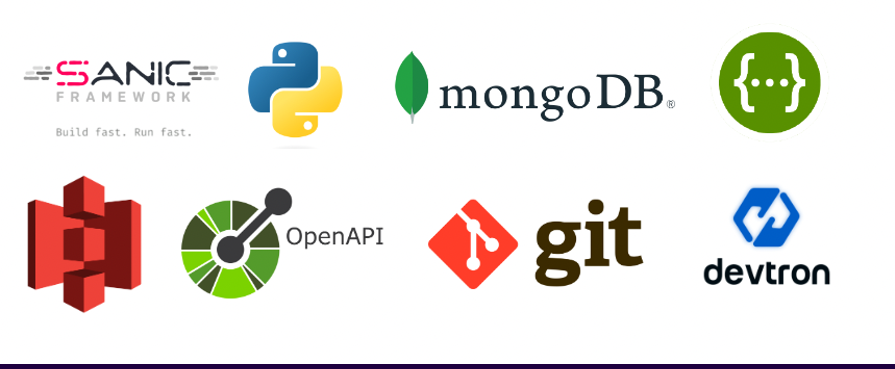 SANIC
FRAMEWORK
Build fast. Run fast.
mongoDB®
{...}
OpenAPI
git
devtron